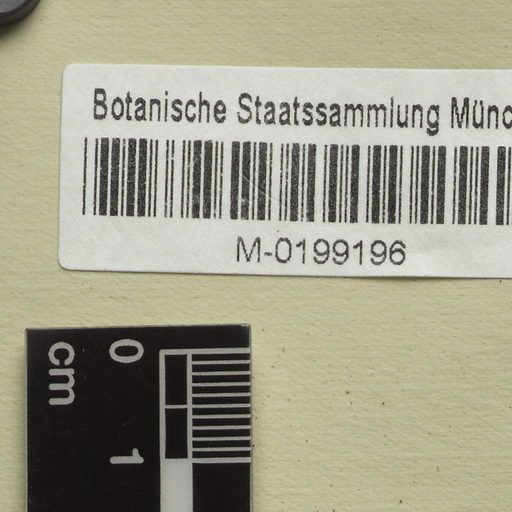 Botanische Staatssammlung Münc
M-0199196
cm
0
1